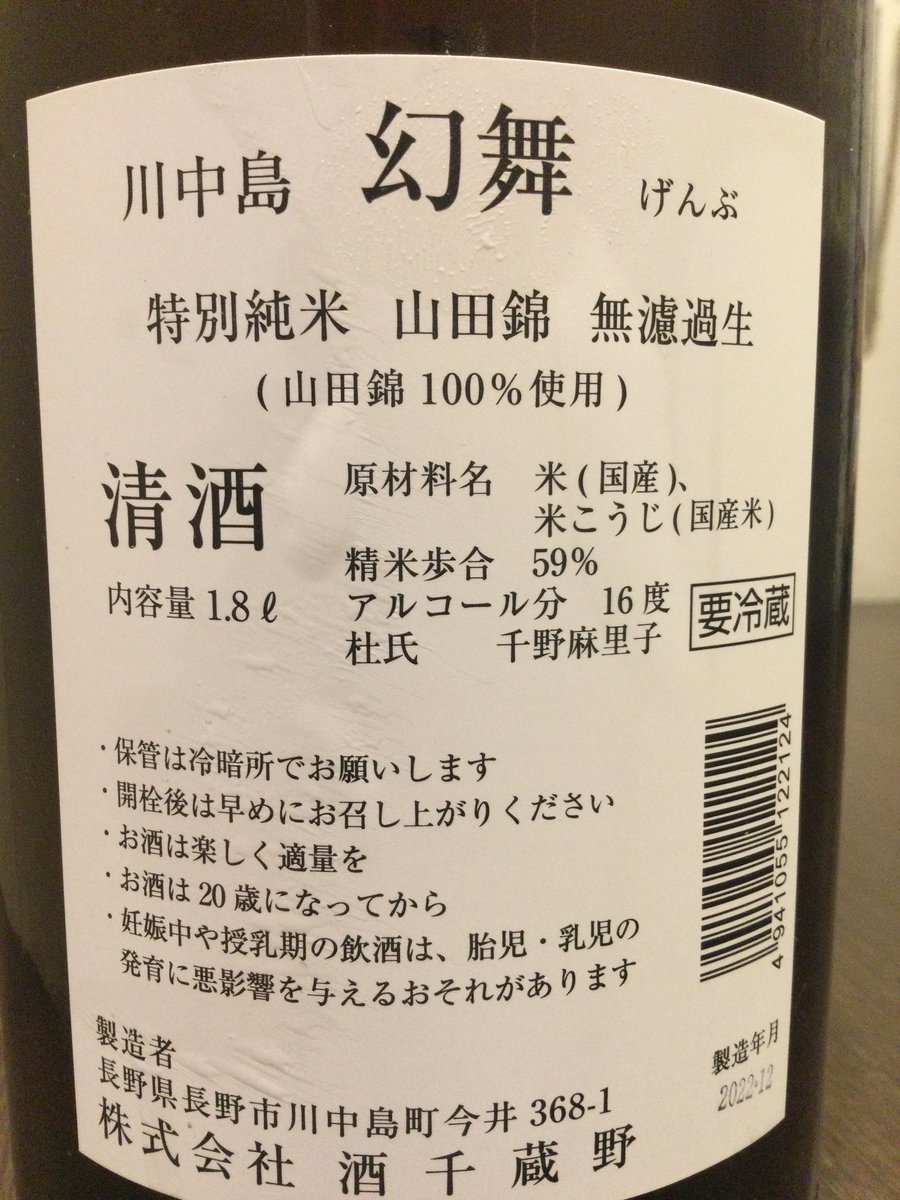 川中島 幻舞 げんぶ
特別純米 山田錦 無濾過生
(山田錦100%使用)
清酒
内容量 1.8ℓ
原材料名 米(国産)、
米こうじ(国産米)
精米歩合 59%
アルコール分 16度
杜氏 千野麻里子
要冷蔵
・保管は冷暗所でお願いします
・開栓後は早めにお召し上がりください
・お酒は楽しく適量を
・お酒は20歳になってから
・妊娠中や授乳期の飲酒は、胎児・乳児の
発育に悪影響を与えるおそれがあります
4 941055 122124
製造者
長野県長野市川中島町今井368-1
株式会社 酒千蔵野
製造年月
2022・12